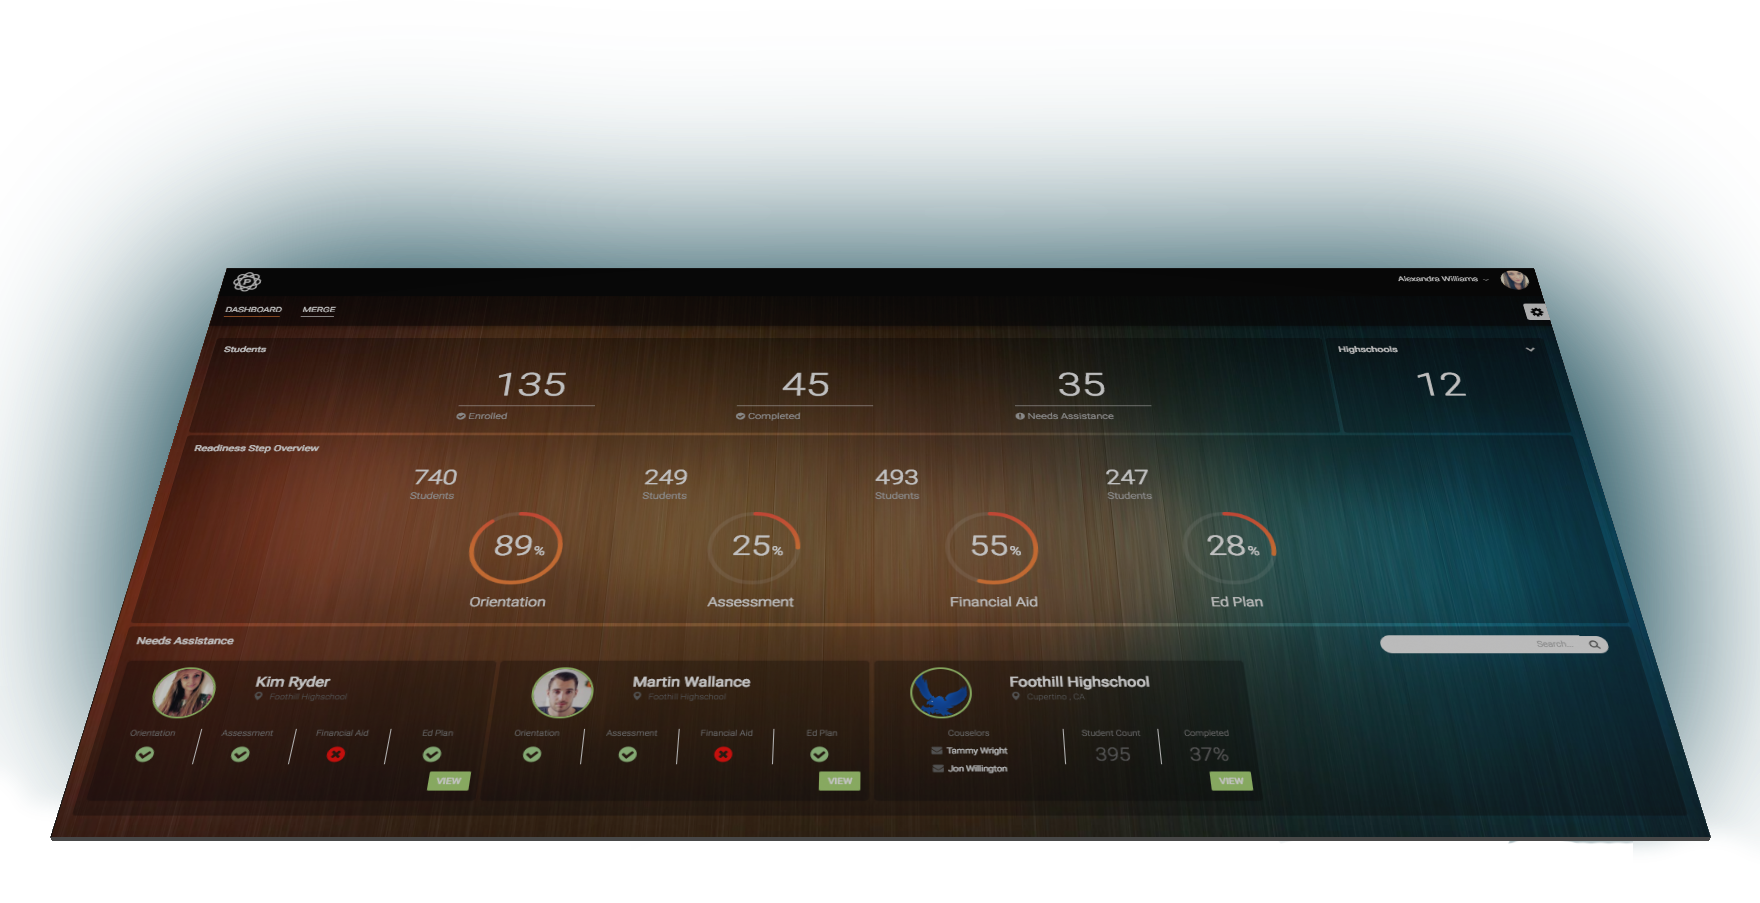 P
Alexandra Williams
DASHBOARD MERGE
Students
Highschools
135 45 35 12
Enrolled Completed Needs Assistance
Readiness Step Overview
740 249 493 247
Students Students Students Students
89% 25% 55% 28%
Orientation Assessment Financial Aid Ed Plan
Needs Assistance
Search...
Kim Ryder Martin Wallance Foothill Highschool
Foothill Highschool Foothill Highschool Cupertino , CA
Orientation Assessment Financial Aid Ed Plan Orientation Assessment Financial Aid Ed Plan Couselors Student Count Completed
Tammy Wright 395 37%
Jon Willington
VIEW VIEW VIEW